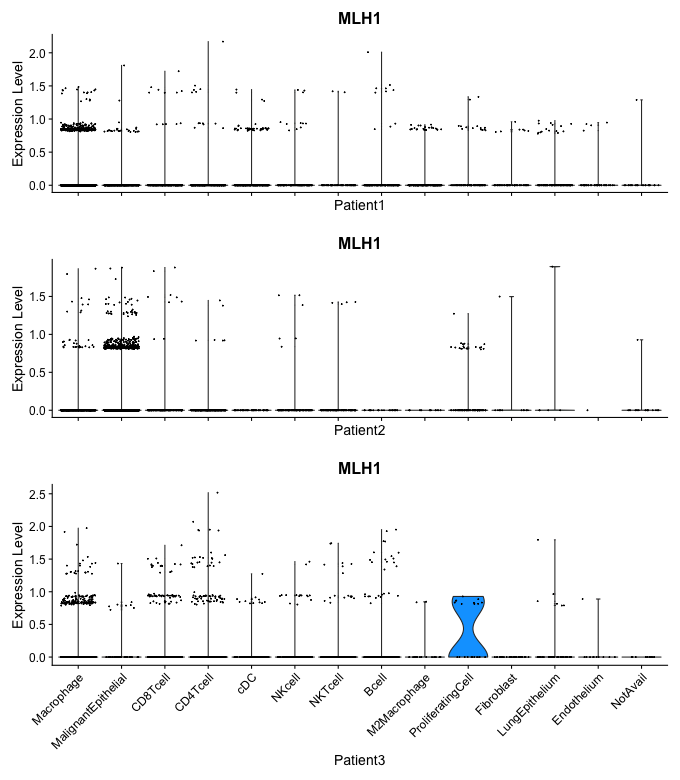 MLH1
Expression Level
2.0
1.5
1.0
0.5
0.0
Patient1
MLH1
Expression Level
1.5
1.0
0.5
0.0
Patient2
MLH1
Expression Level
2.5
2.0
1.5
1.0
0.5
0.0
Macrophage
MalignantEpithelial
CD8Tcell
CD4Tcell
cDC
NKcell
NKTcell
Bcell
M2Macrophage
ProliferatingCell
Fibroblast
LungEpithelium
Endothelium
NotAvail
Patient3